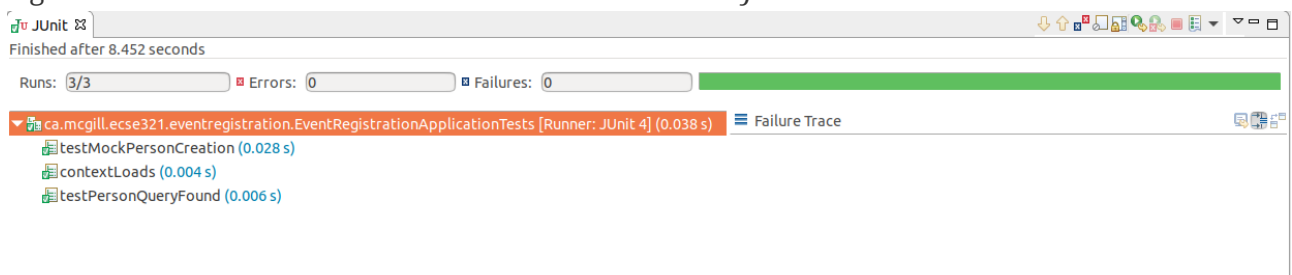 JUnit
Finished after 8.452 seconds
Runs: 3/3 Errors: 0 Failures: 0
ca.mcgill.ecse321.eventregistration.EventRegistrationApplicationTests [Runner: JUnit 4] (0.038 s)
Failure Trace
testMockPersonCreation (0.028 s)
contextLoads (0.004 s)
testPersonQueryFound (0.006 s)